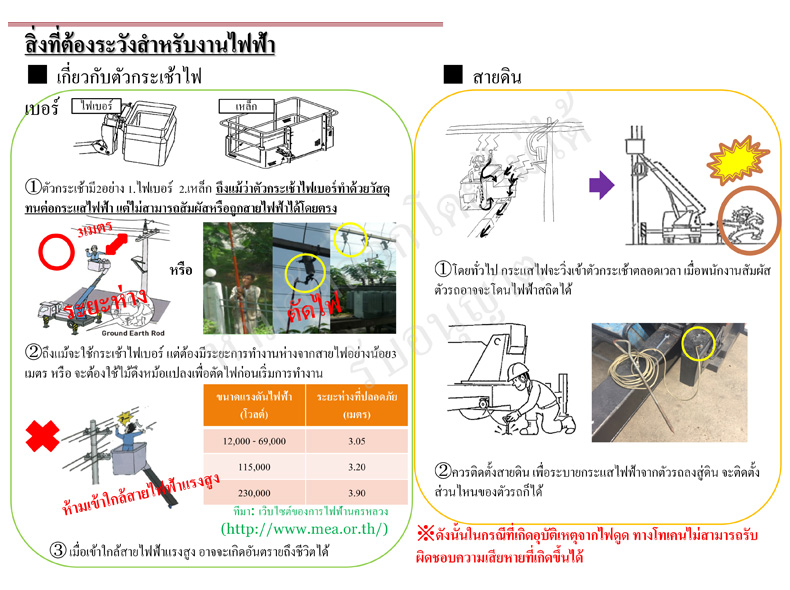 สิ่งที่ต้องระวังสำหรับงานไฟฟ้า
■ เกี่ยวกับตัวกระเช้าไฟ
เบอร์
ไฟเบอร์
เหล็ก
①ตัวกระเช้ามี2อย่าง 1.ไฟเบอร์ 2.เหล็ก ถึงแม้ว่าตัวกระเช้าไฟเบอร์ทำด้วยวัสดุ
ทนต่อกระแสไฟฟ้า แต่ไม่สามารถสัมผัสหรือถูกสายไฟฟ้าได้โดยตรง
3เมตร
ระยะห่าง
Ground Earth Rod
หรือ
ตัดไฟ
②ถึงแม้จะใช้กระเช้าไฟเบอร์ แต่ต้องมีระยะการทำงานห่างจากสายไฟอย่างน้อย3
เมตร หรือ จะต้องใช้ไม้ดึงหม้อแปลงเพื่อตัดไฟก่อนเริ่มการทำงาน
ขนาดแรงดันไฟฟ้า ระยะห่างที่ปลอดภัย
(โวลต์) (เมตร)
12,000 - 69,000 3.05
115,000 3.20
230,000 3.90
ห้ามเข้าใกล้สายไฟฟ้าแรงสูง
ที่มา: เว็บไซต์ของการไฟฟ้านครหลวง
(http://www.mea.or.th/)
③ เมื่อเข้าใกล้สายไฟฟ้าแรงสูง อาจจะเกิดอันตรายถึงชีวิตได้
■ สายดิน
①โดยทั่วไป กระแสไฟจะวิ่งเข้าตัวกระเช้าตลอดเวลา เมื่อพนักงานสัมผัส
ตัวรถอาจจะโดนไฟฟ้าสถิตได้
②ควรติดตั้งสายดิน เพื่อระบายกระแสไฟฟ้าจากตัวรถลงสู่ดิน จะติดตั้ง
ส่วนไหนของตัวรถก็ได้
※ดังนั้นในกรณีที่เกิดอุบัติเหตุจากไฟดูด ทางโทเคนไม่สามารถรับ
ผิดชอบความเสียหายที่เกิดขึ้นได้